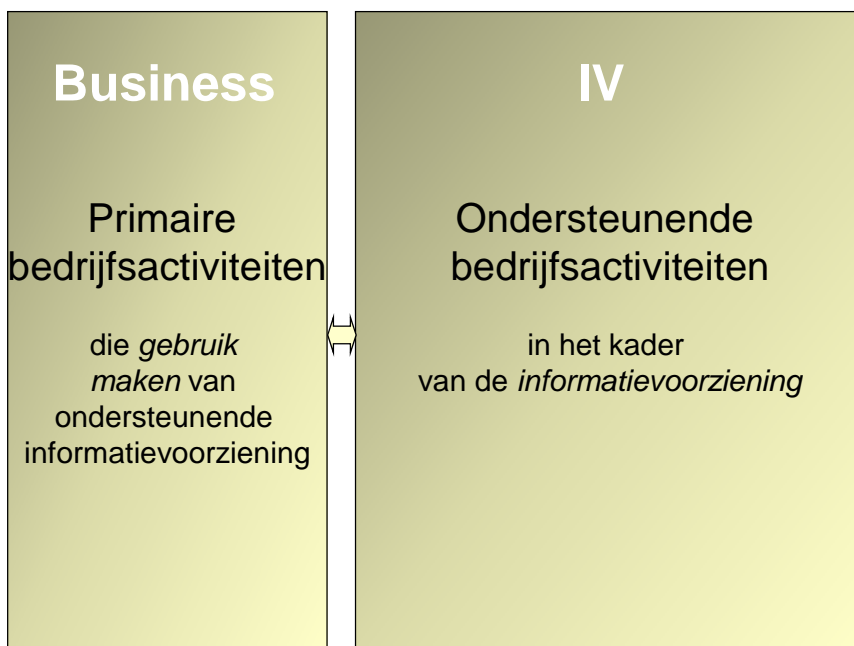 Business
Primaire
bedrijfsactiviteiten
die gebruik
maken van
ondersteunende
informatievoorziening
IV
Ondersteunende
bedrijfsactiviteiten
in het kader
van de informatievoorziening